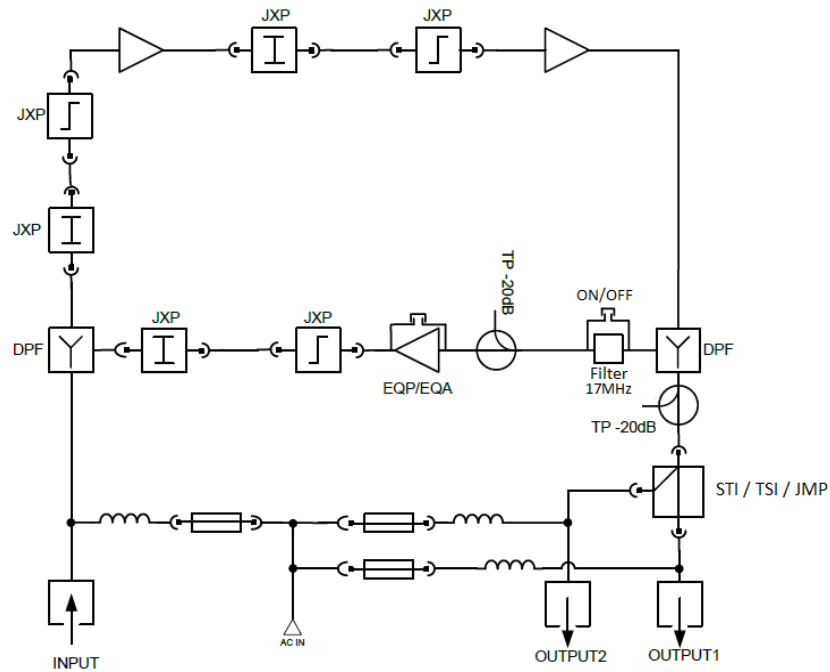 JXP
JXP
JXP
JXP
TP -20dB
ON/OFF
JXP
JXP
DPF
DPF
Filter
17MHz
EQP/EQA
TP -20dB
STI / TSI / JMP
AC IN
INPUT
OUTPUT2
OUTPUT1